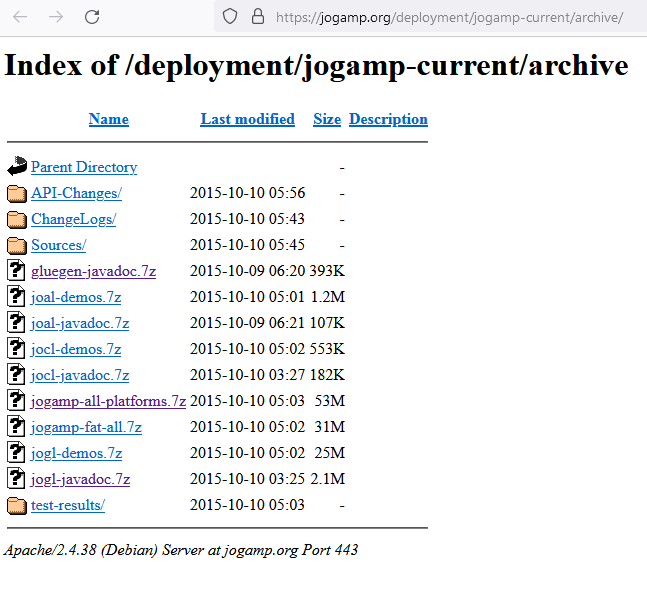 https://jogamp.org/deployment/jogamp-current/archive/
Index of /deployment/jogamp-current/archive
Name Last modified Size Description
Parent Directory -
API-Changes/ 2015-10-10 05:56 -
ChangeLogs/ 2015-10-10 05:43 -
Sources/ 2015-10-10 05:45 -
gluegen-javadoc.7z 2015-10-09 06:20 393K
joal-demos.7z 2015-10-10 05:01 1.2M
joal-javadoc.7z 2015-10-09 06:21 107K
jocl-demos.7z 2015-10-10 05:02 553K
jocl-javadoc.7z 2015-10-10 03:27 182K
jogamp-all-platforms.7z 2015-10-10 05:03 53M
jogamp-fat-all.7z 2015-10-10 05:02 31M
jogl-demos.7z 2015-10-10 05:02 25M
jogl-javadoc.7z 2015-10-10 03:25 2.1M
test-results/ 2015-10-10 05:03 -
Apache/2.4.38 (Debian) Server at jogamp.org Port 443